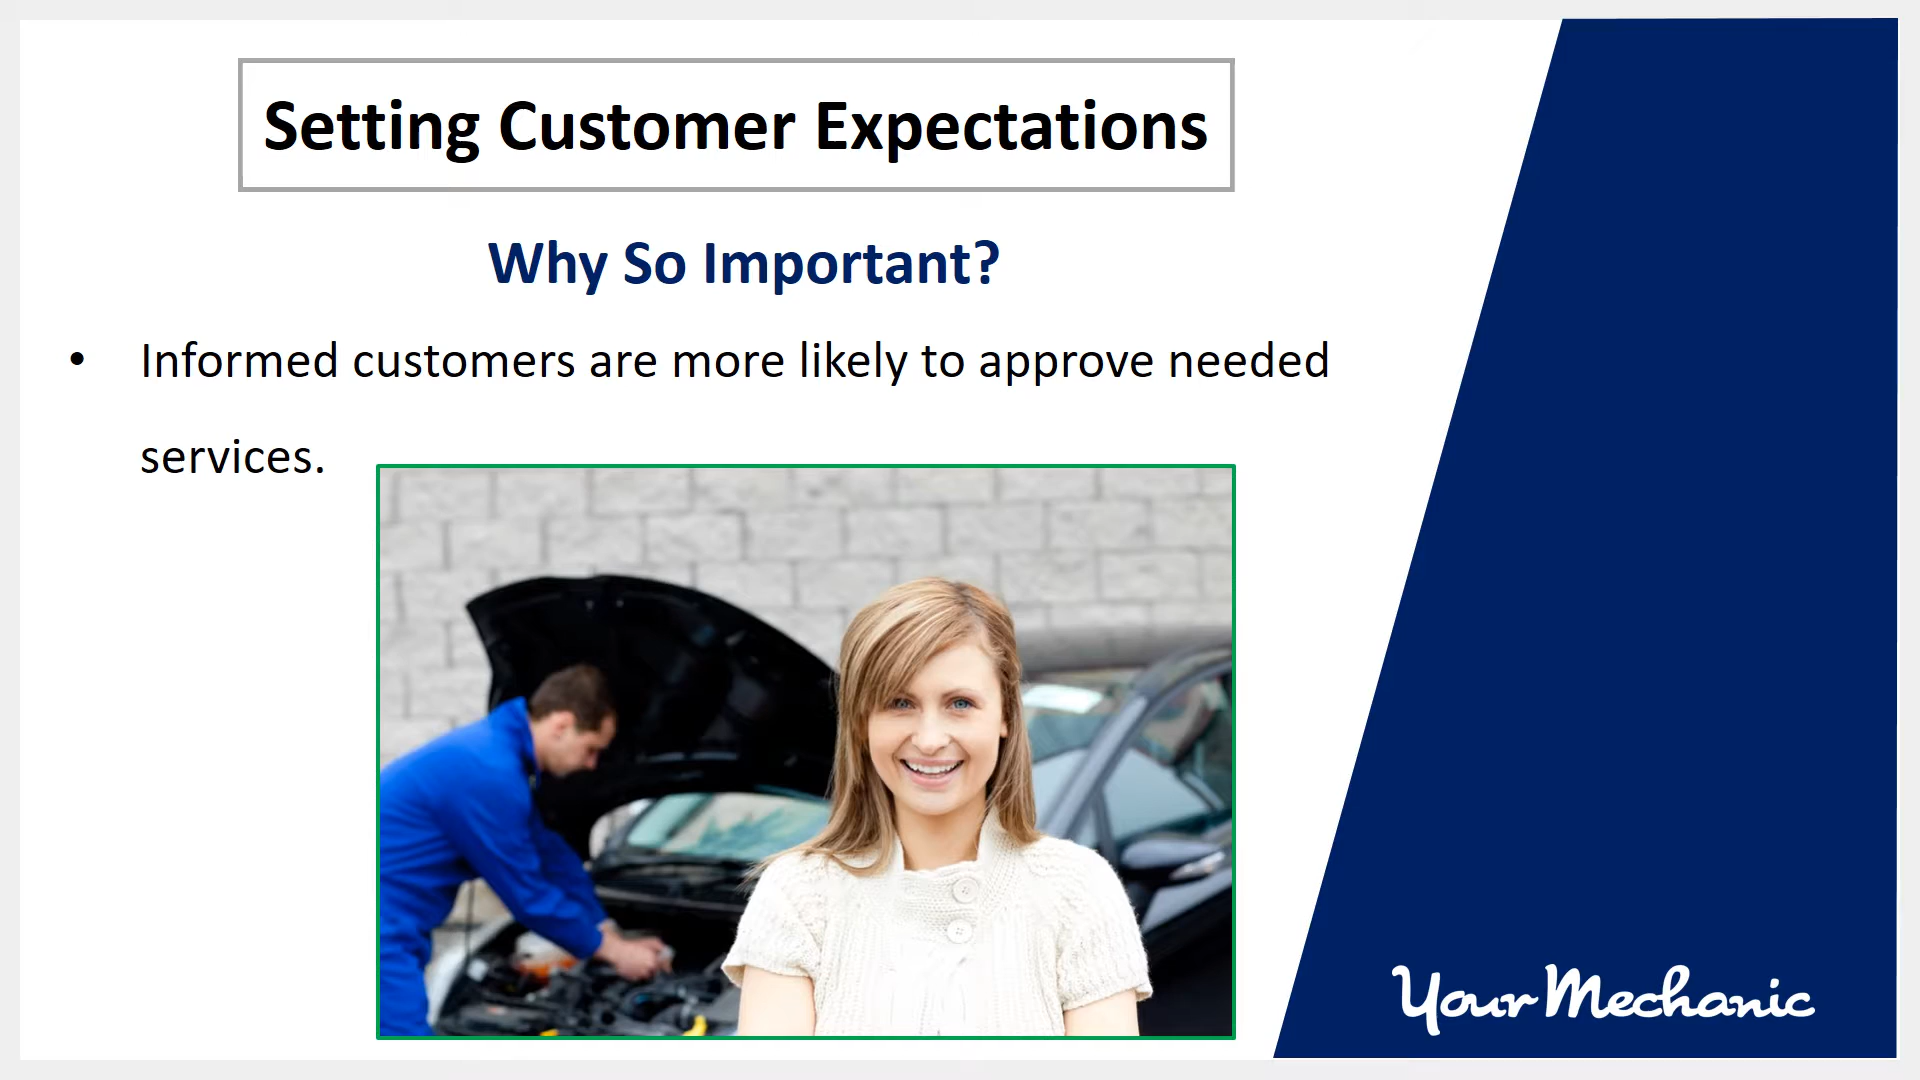 Setting Customer Expectations
Why So Important?
• Informed customers are more likely to approve needed
services.
YourMechanic